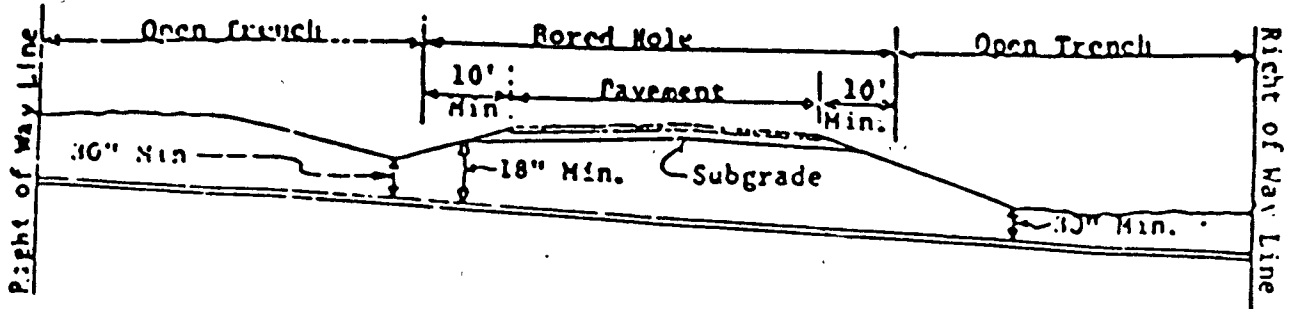 Open Trench
Bored Hole
Open Trench
10'
Min
Pavement
10'
Min.
30" Min
18" Min.
Subgrade
30" Min.
Right of Way Line
Right of Way Line